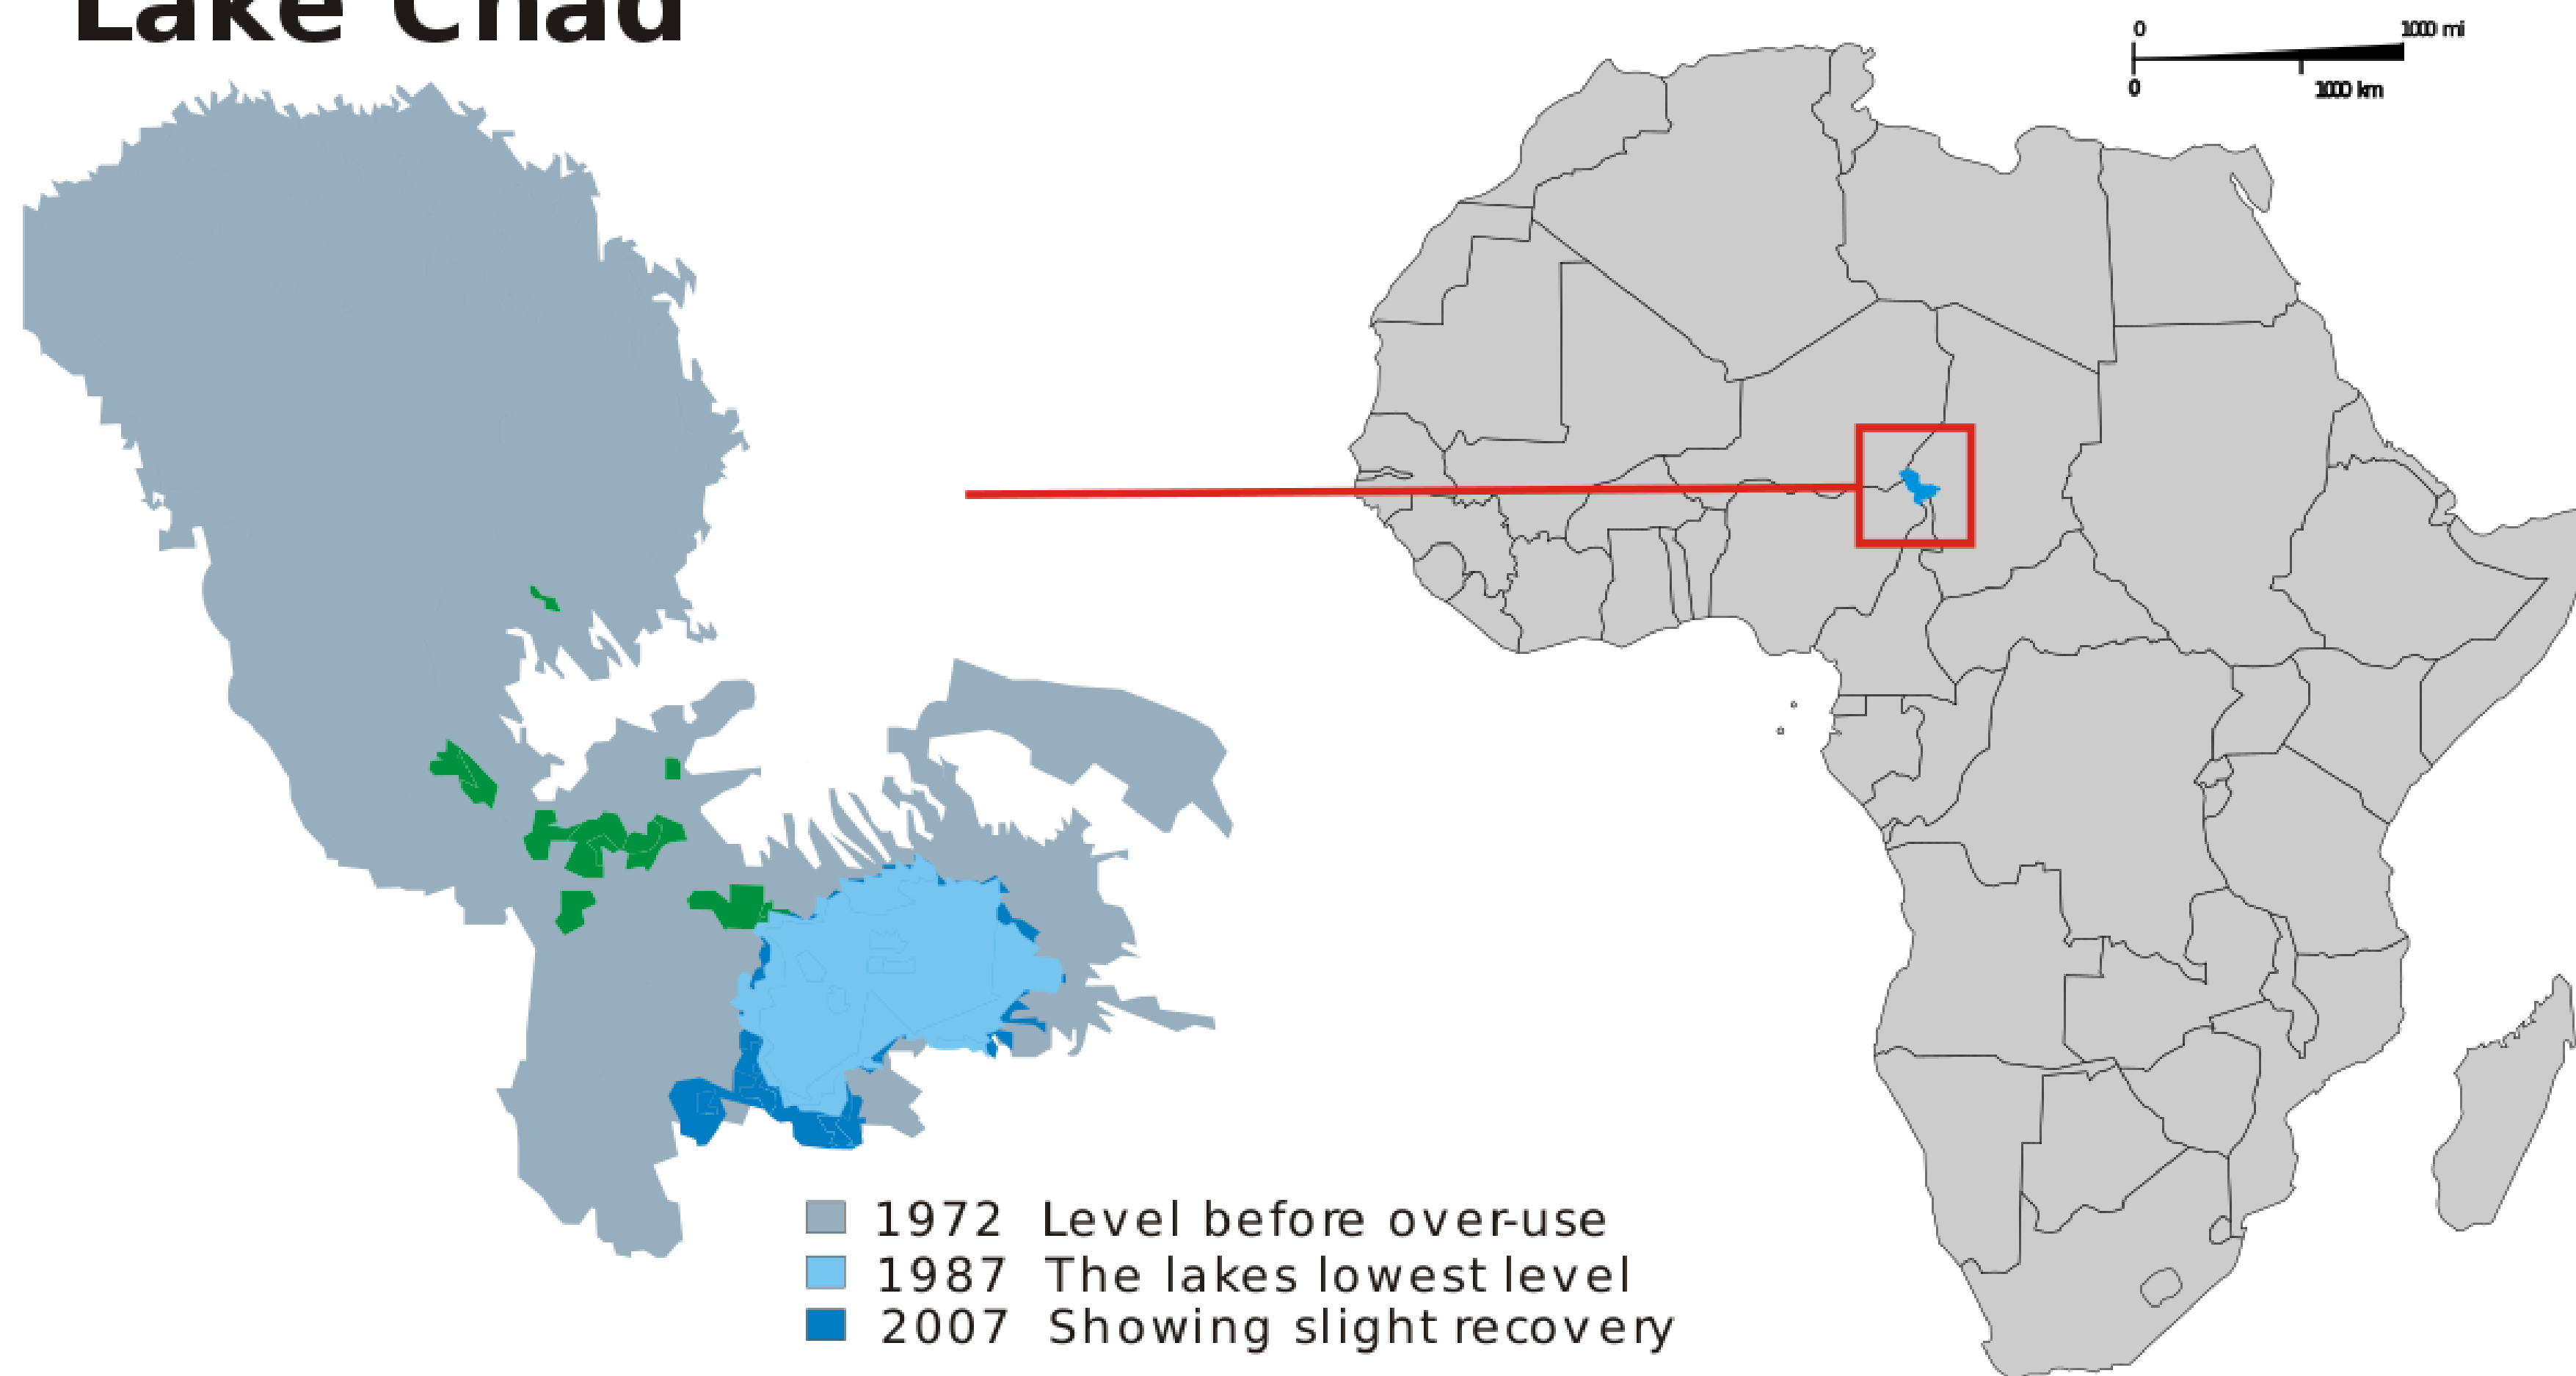 Lake Chad
0 1000 mi
0 1000 km
1972 Level before over-use
1987 The lakes lowest level
2007 Showing slight recovery